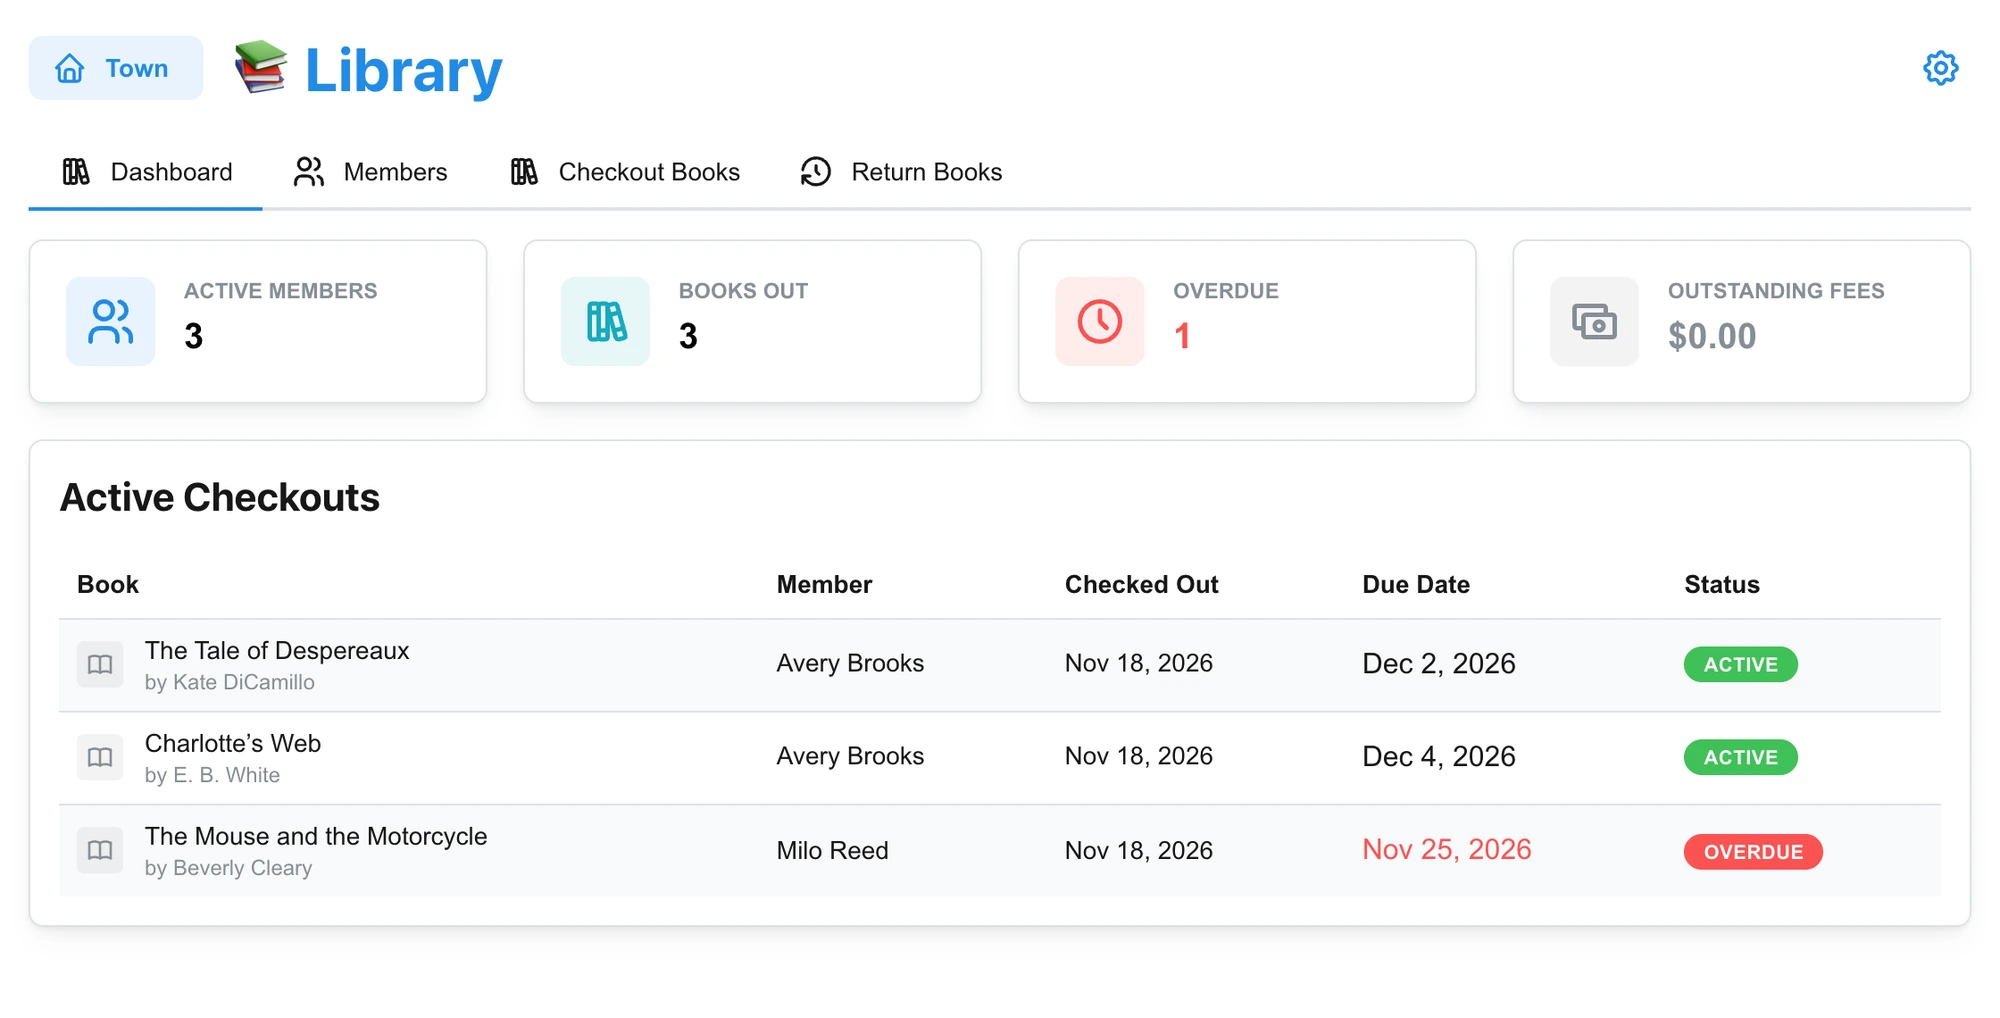 Town
Library
Dashboard
Members
Checkout Books
Return Books
ACTIVE MEMBERS
3
BOOKS OUT
3
OVERDUE
1
OUTSTANDING FEES
$0.00
Active Checkouts
Book Member Checked Out Due Date Status
The Tale of Despereaux
by Kate DiCamillo
Avery Brooks
Nov 18, 2026
Dec 2, 2026
ACTIVE
Charlotte’s Web
by E. B. White
Avery Brooks
Nov 18, 2026
Dec 4, 2026
ACTIVE
The Mouse and the Motorcycle
by Beverly Cleary
Milo Reed
Nov 18, 2026
Nov 25, 2026
OVERDUE